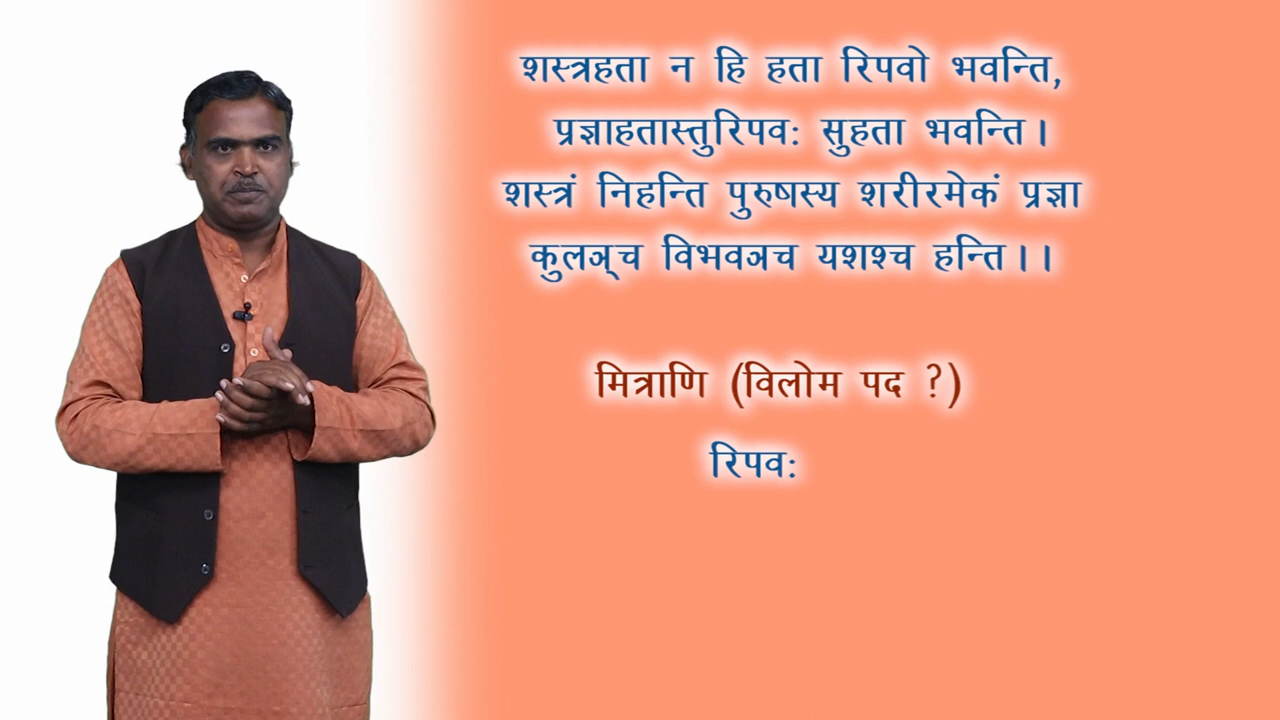 शस्त्रहता न हि हता रिपवो भवन्ति,
प्रज्ञाहतास्तुरिपवः सुहता भवन्ति।
शस्त्रं निहन्ति पुरुषस्य शरीरमेकं प्रज्ञा
कुलञ्च विभवञच यशश्च हन्ति।।
मित्राणि (विलोम पद ?)
रिपवः